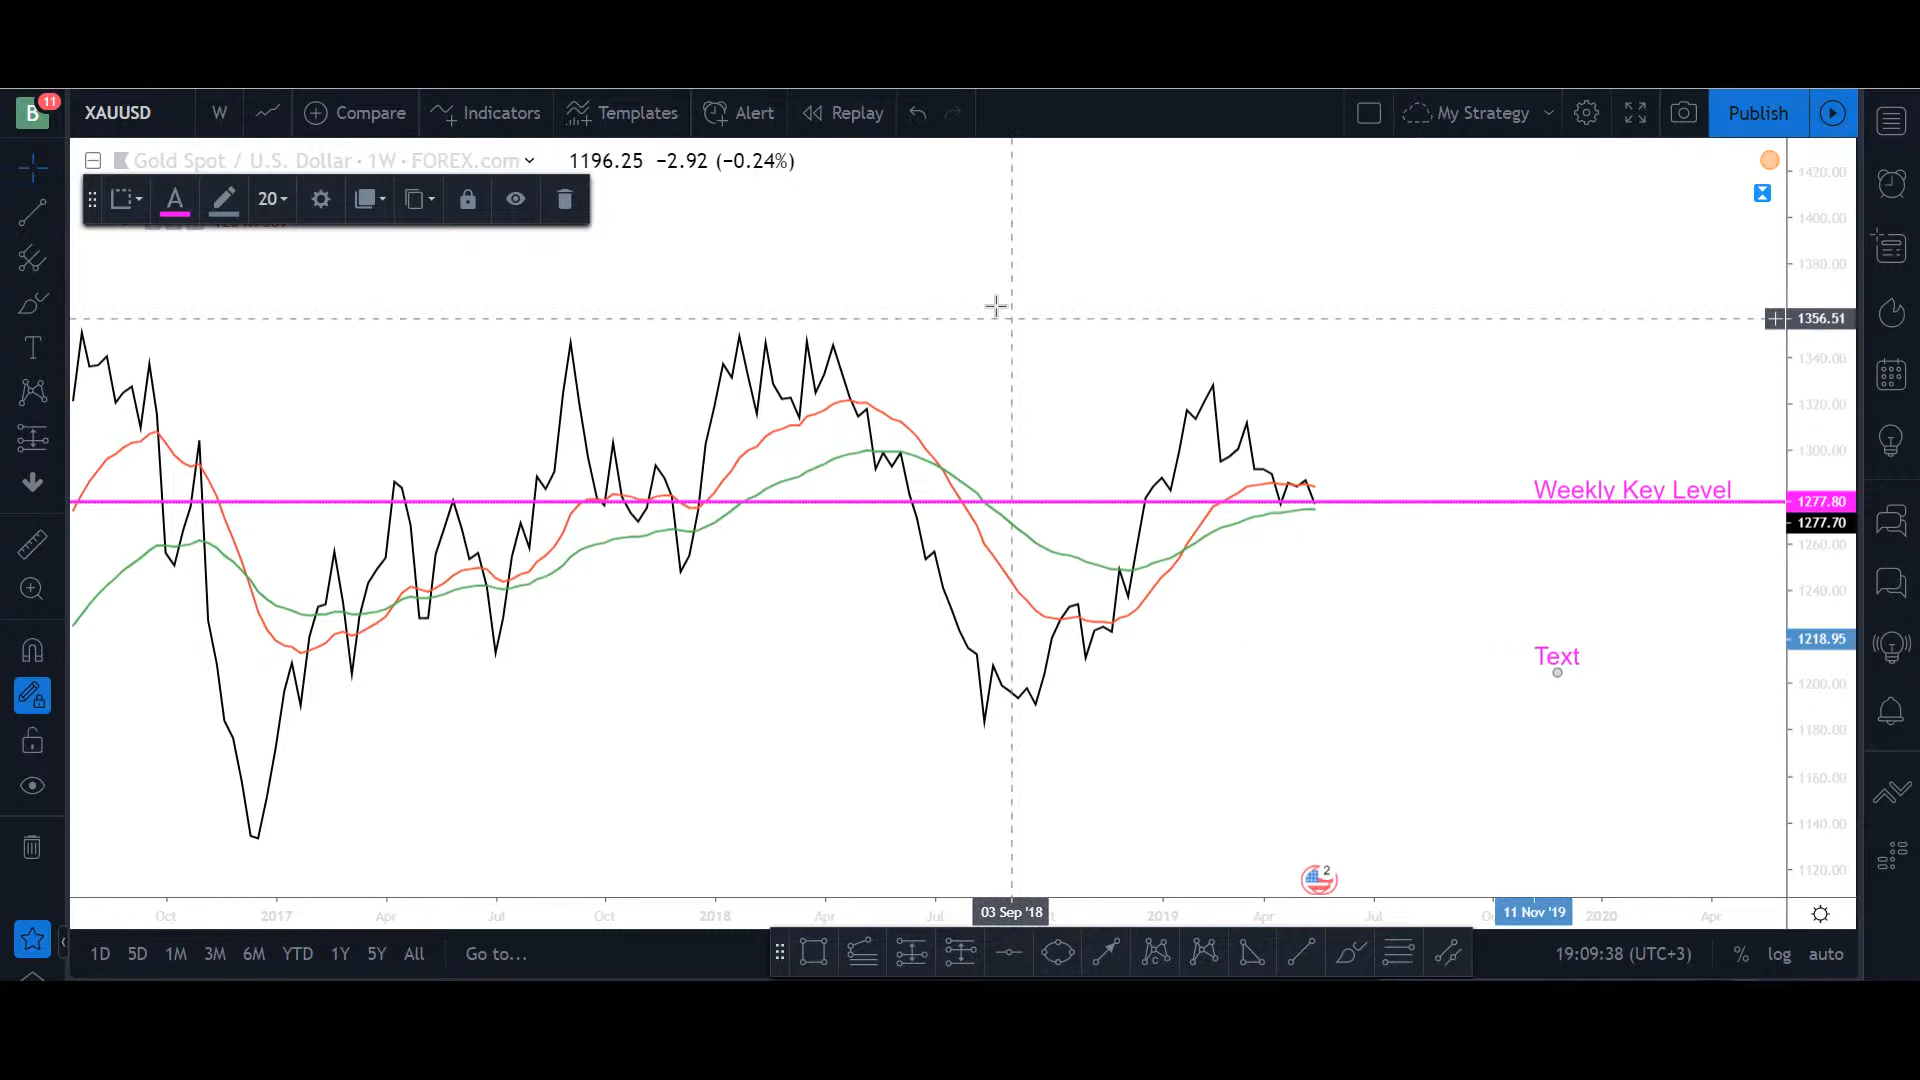 B 11 XAUUSD W Compare Indicators Templates Alert Replay My Strategy Publish
Gold Spot / U.S. Dollar · 1W · FOREX.com 1196.25 −2.92 (−0.24%)
A 20
1420.00
1400.00
1380.00
1356.51
1340.00
1320.00
1300.00
Weekly Key Level
1277.80
1277.70
1260.00
1240.00
1218.95
Text
1200.00
1180.00
1160.00
1140.00
1120.00
2
Oct 2017 Apr Jul Oct 2018 Apr Jul 03 Sep '18 2019 Apr Jul 11 Nov '19 2020 Apr
1D 5D 1M 3M 6M YTD 1Y 5Y All Go to... 19:09:38 (UTC+3) % log auto